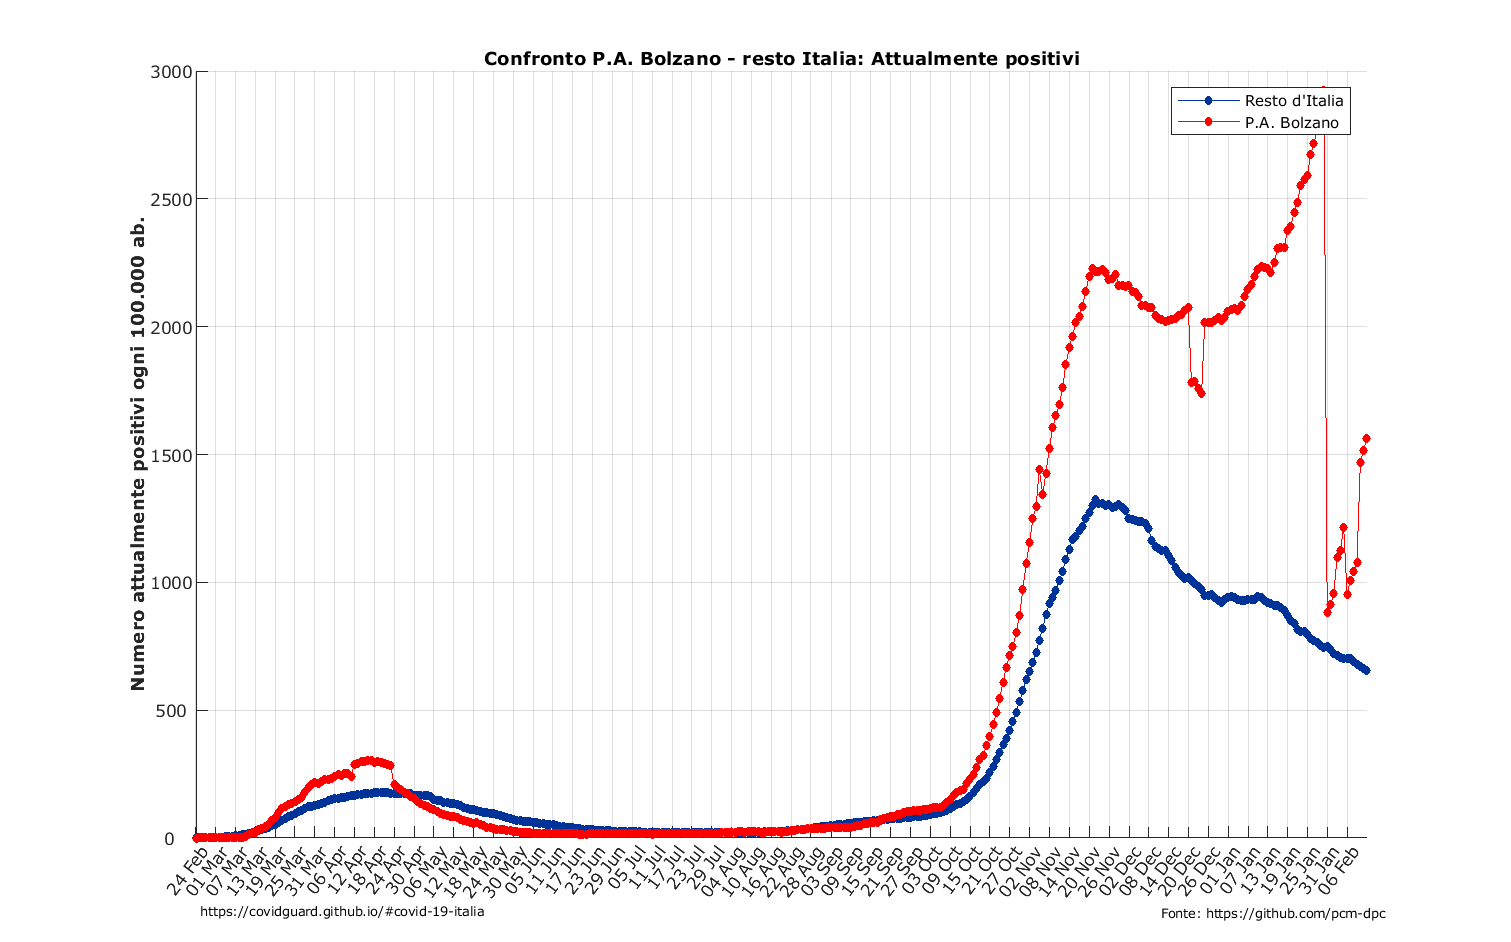 Confronto P.A. Bolzano - resto Italia: Attualmente positivi
Resto d'Italia
P.A. Bolzano
Numero attualmente positivi ogni 100.000 ab.
3000
2500
2000
1500
1000
500
0
24 Feb
01 Mar
07 Mar
13 Mar
19 Mar
25 Mar
31 Mar
06 Apr
12 Apr
18 Apr
24 Apr
30 Apr
06 May
12 May
18 May
24 May
30 May
05 Jun
11 Jun
17 Jun
23 Jun
29 Jun
05 Jul
11 Jul
17 Jul
23 Jul
29 Jul
04 Aug
10 Aug
16 Aug
22 Aug
28 Aug
03 Sep
09 Sep
15 Sep
21 Sep
27 Sep
03 Oct
09 Oct
15 Oct
21 Oct
27 Oct
02 Nov
08 Nov
14 Nov
20 Nov
26 Nov
02 Dec
08 Dec
14 Dec
20 Dec
26 Dec
01 Jan
07 Jan
13 Jan
19 Jan
25 Jan
31 Jan
06 Feb
https://covidguard.github.io/#covid-19-italia
Fonte: https://github.com/pcm-dpc